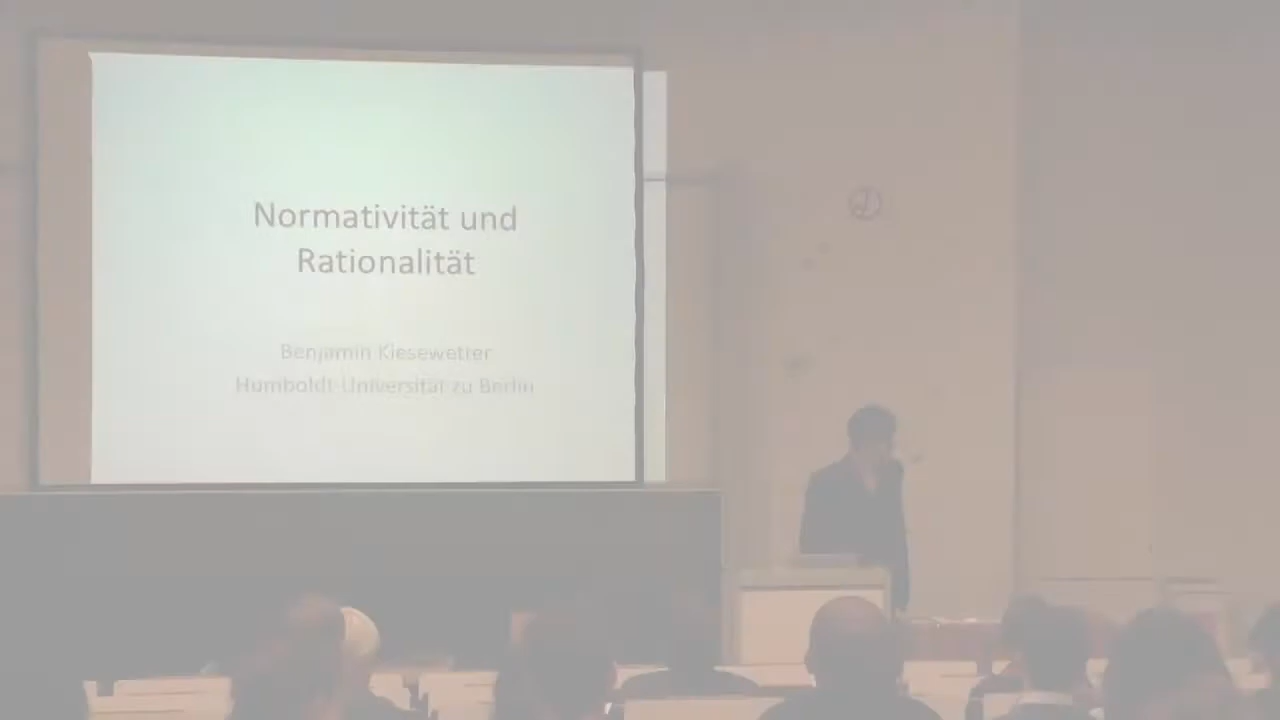 Normativität und
Rationalität
Benjamin Kiesewetter
Humboldt-Universität zu Berlin